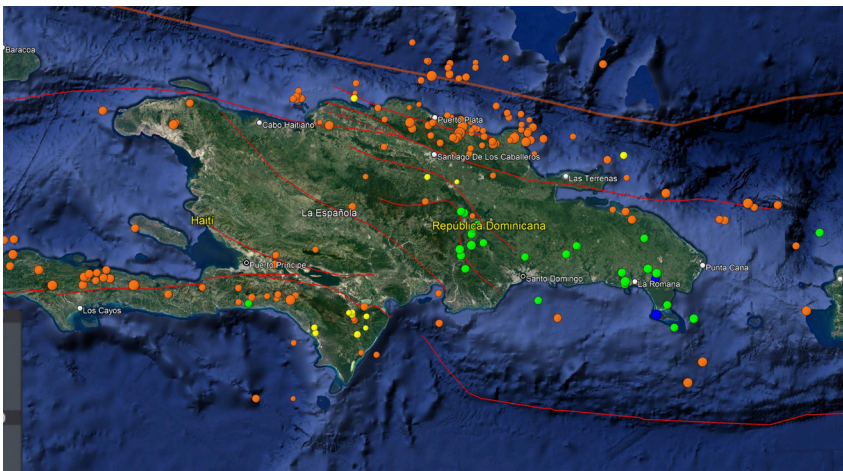 Baracoa
Puerto Plata
Cabo Haitiano
Santiago De Los Caballeros
Las Terrenas
Haití
La Española
República Dominicana
Puerto Príncipe
Punta Cana
Santo Domingo
La Romana
Los Cayos